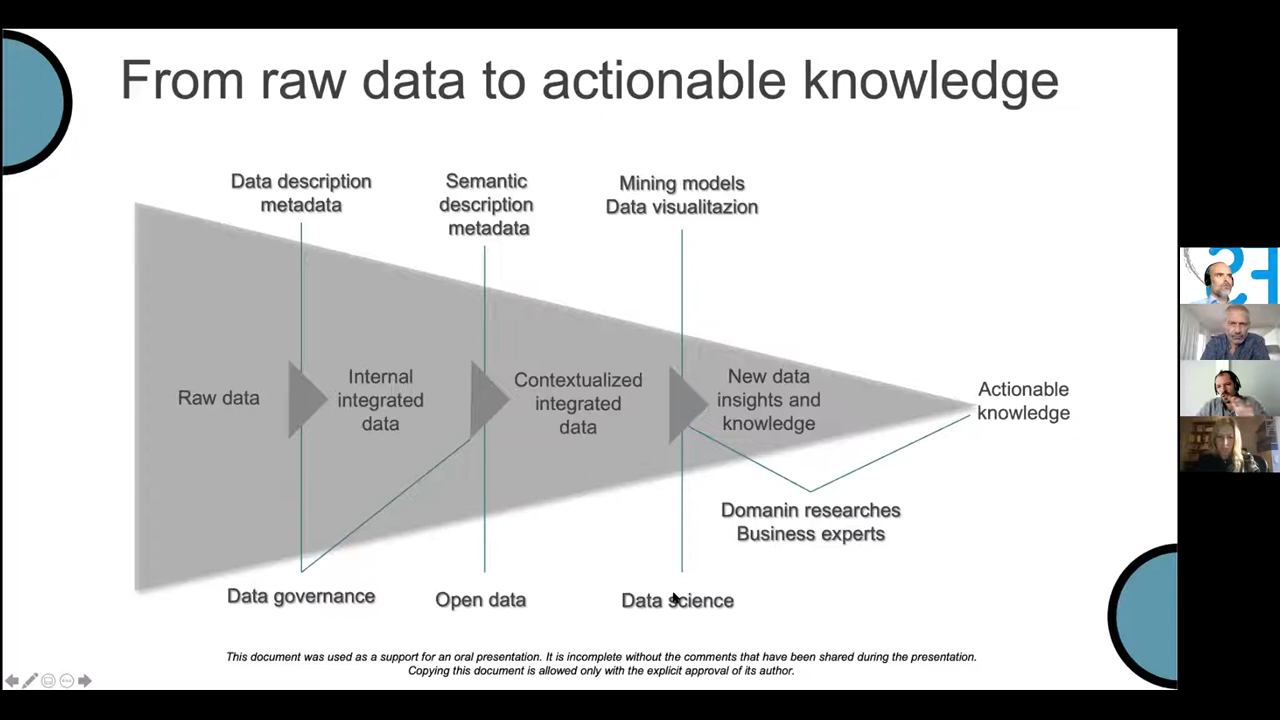 From raw data to actionable knowledge
Data description
metadata
Semantic
description
metadata
Mining models
Data visualitazion
Raw data
Internal
integrated
data
Contextualized
integrated
data
New data
insights and
knowledge
Actionable
knowledge
Domanin researches
Business experts
Data governance
Open data
Data science
This document was used as a support for an oral presentation. It is incomplete without the comments that have been shared during the presentation.
Copying this document is allowed only with the explicit approval of its author.